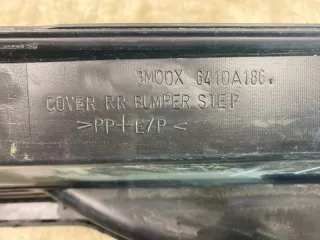 3M00X 6410A186
COVER RR BUMPER STEP
>PP+E/P<